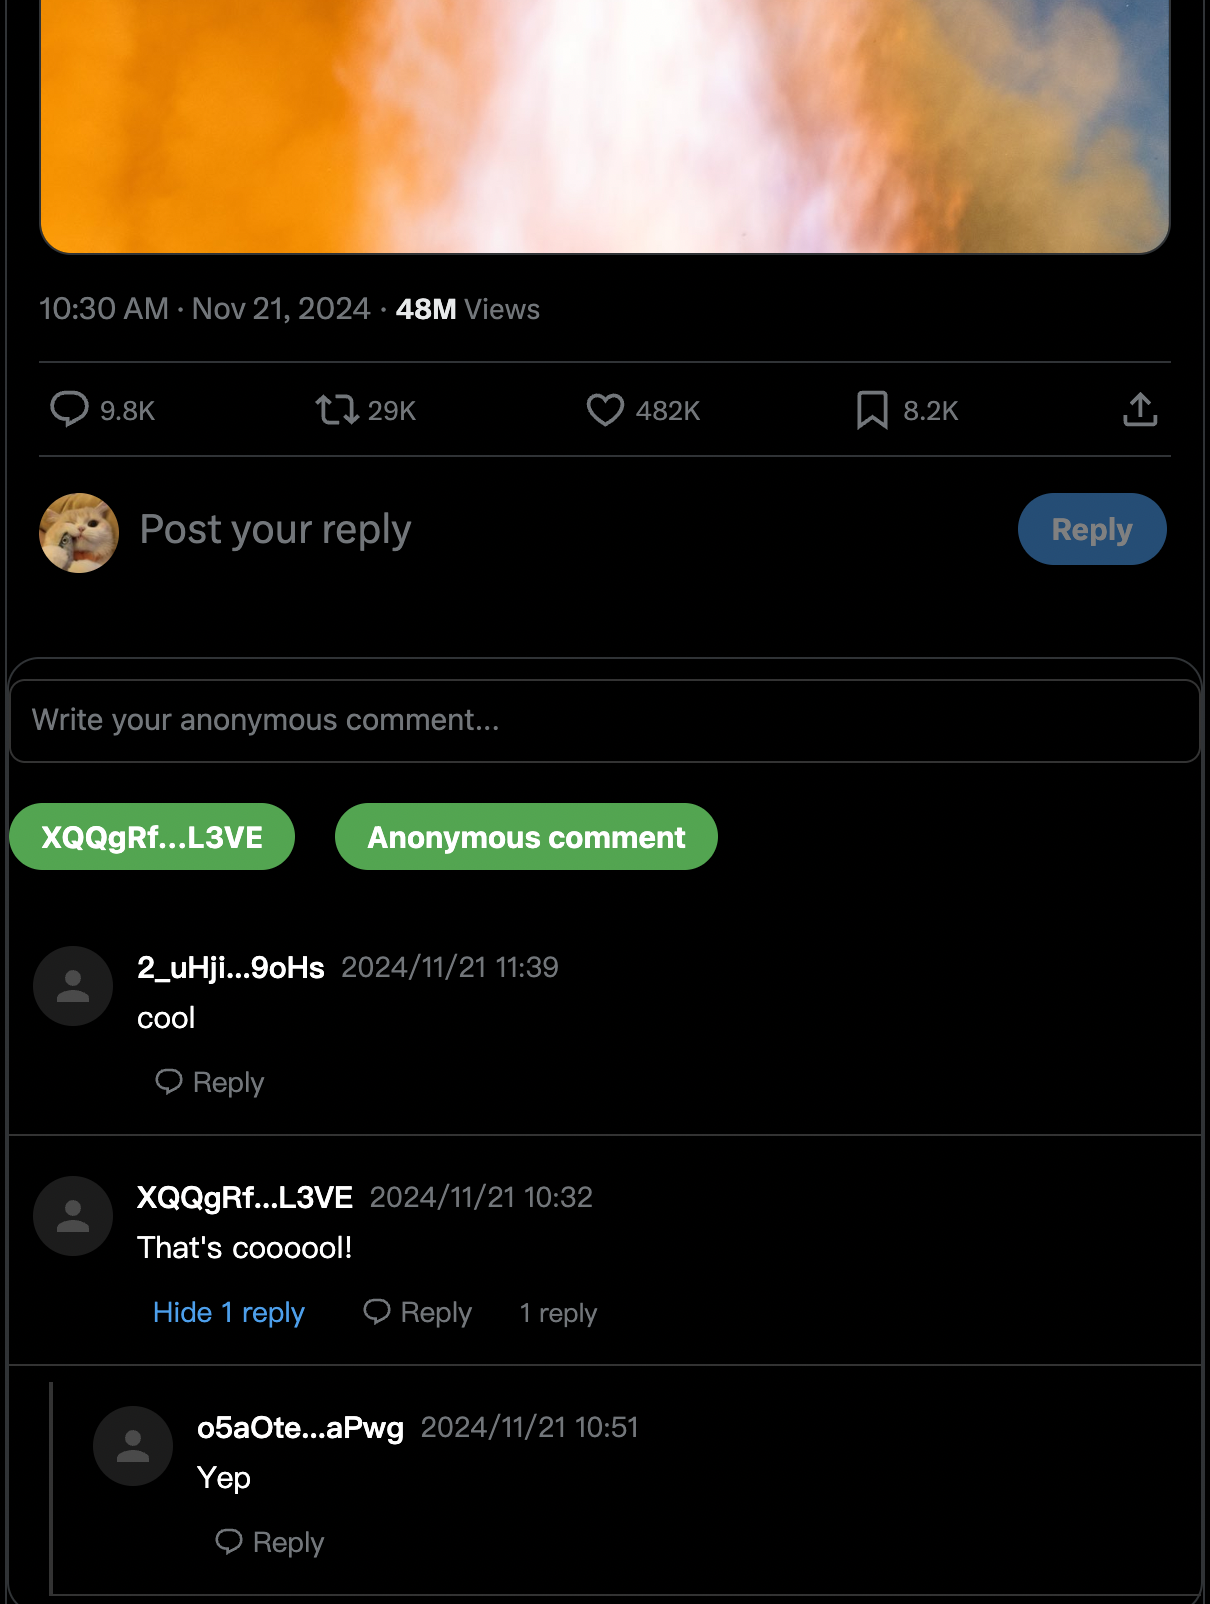 10:30 AM · Nov 21, 2024 · 48M Views
9.8K 29K 482K 8.2K
Post your reply Reply
Write your anonymous comment...
XQQgRf...L3VE Anonymous comment
2_uHji...9oHs 2024/11/21 11:39
cool
Reply
XQQgRf...L3VE 2024/11/21 10:32
That's coooool!
Hide 1 reply Reply 1 reply
o5aOte...aPwg 2024/11/21 10:51
Yep
Reply